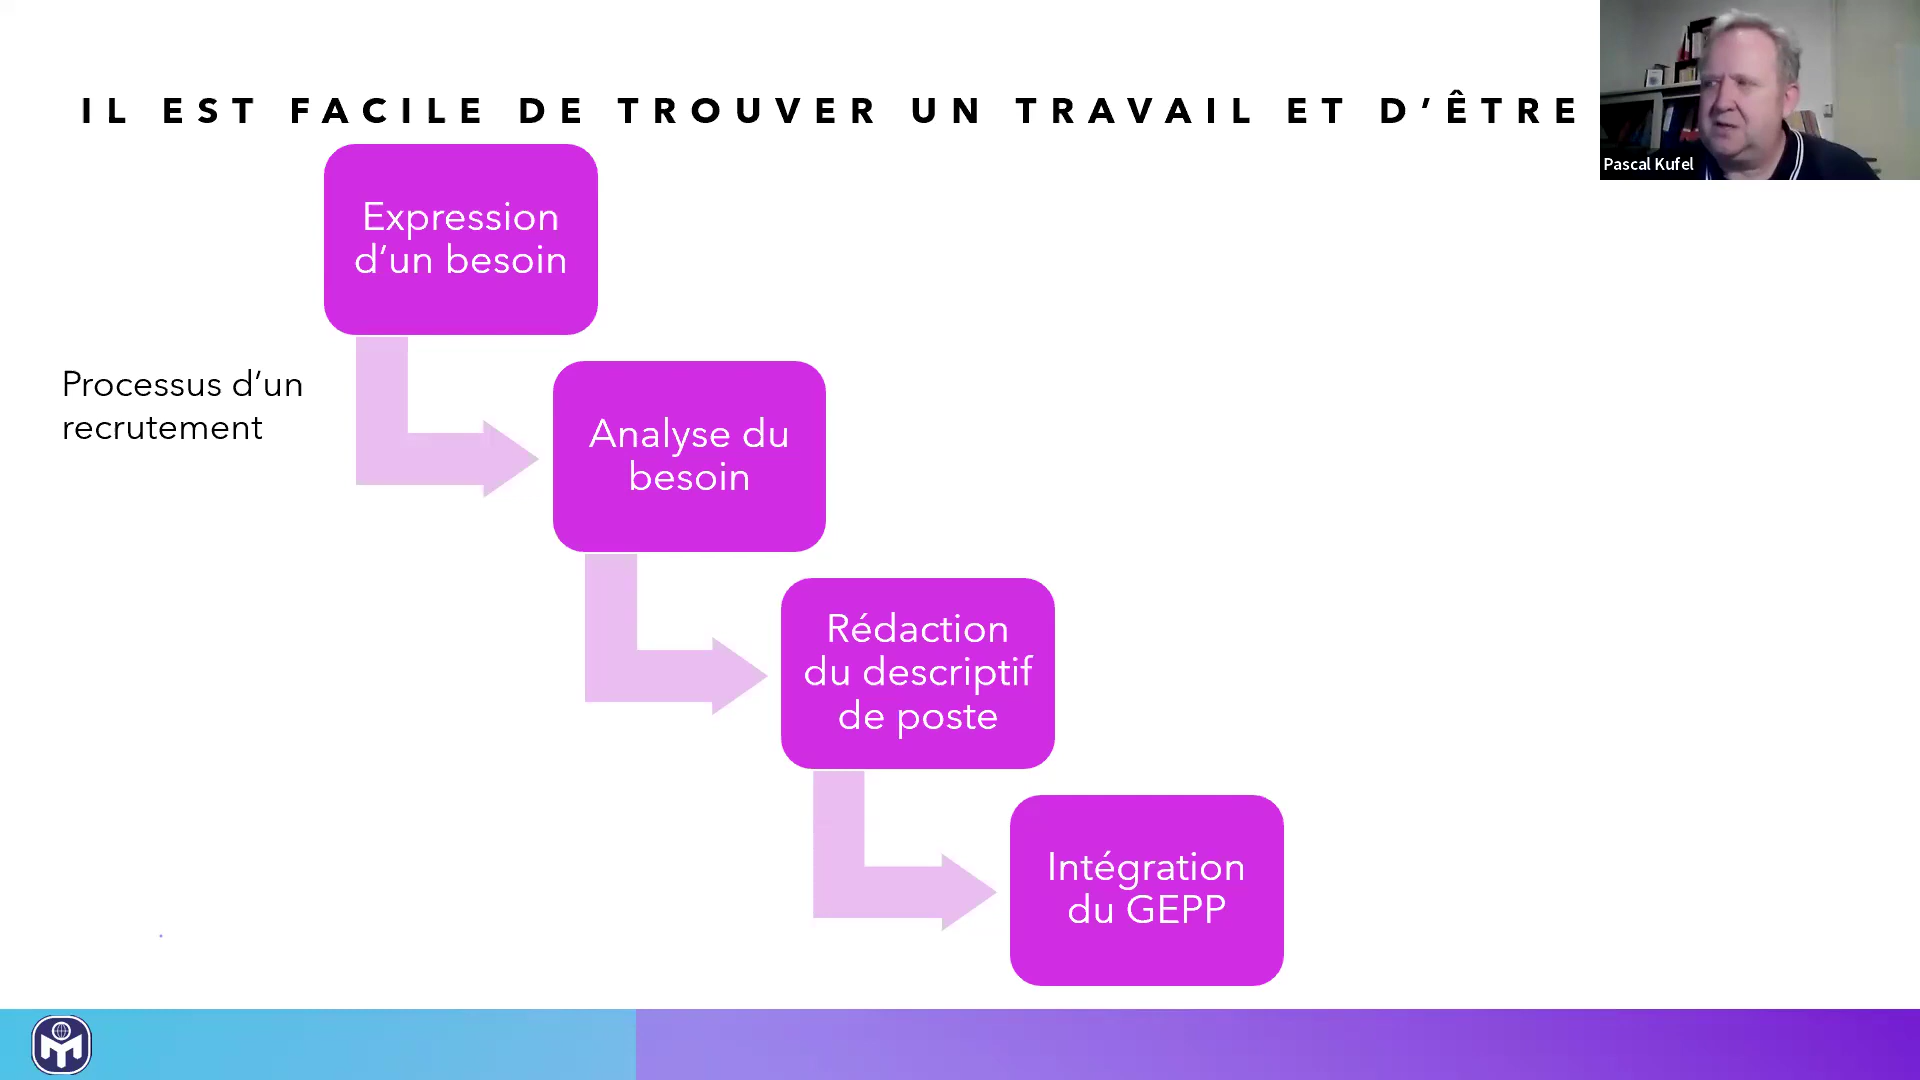 IL EST FACILE DE TROUVER UN TRAVAIL ET D’ÊTRE
Pascal Kufel
Expression
d’un besoin
Processus d’un
recrutement
Analyse du
besoin
Rédaction
du descriptif
de poste
Intégration
du GEPP